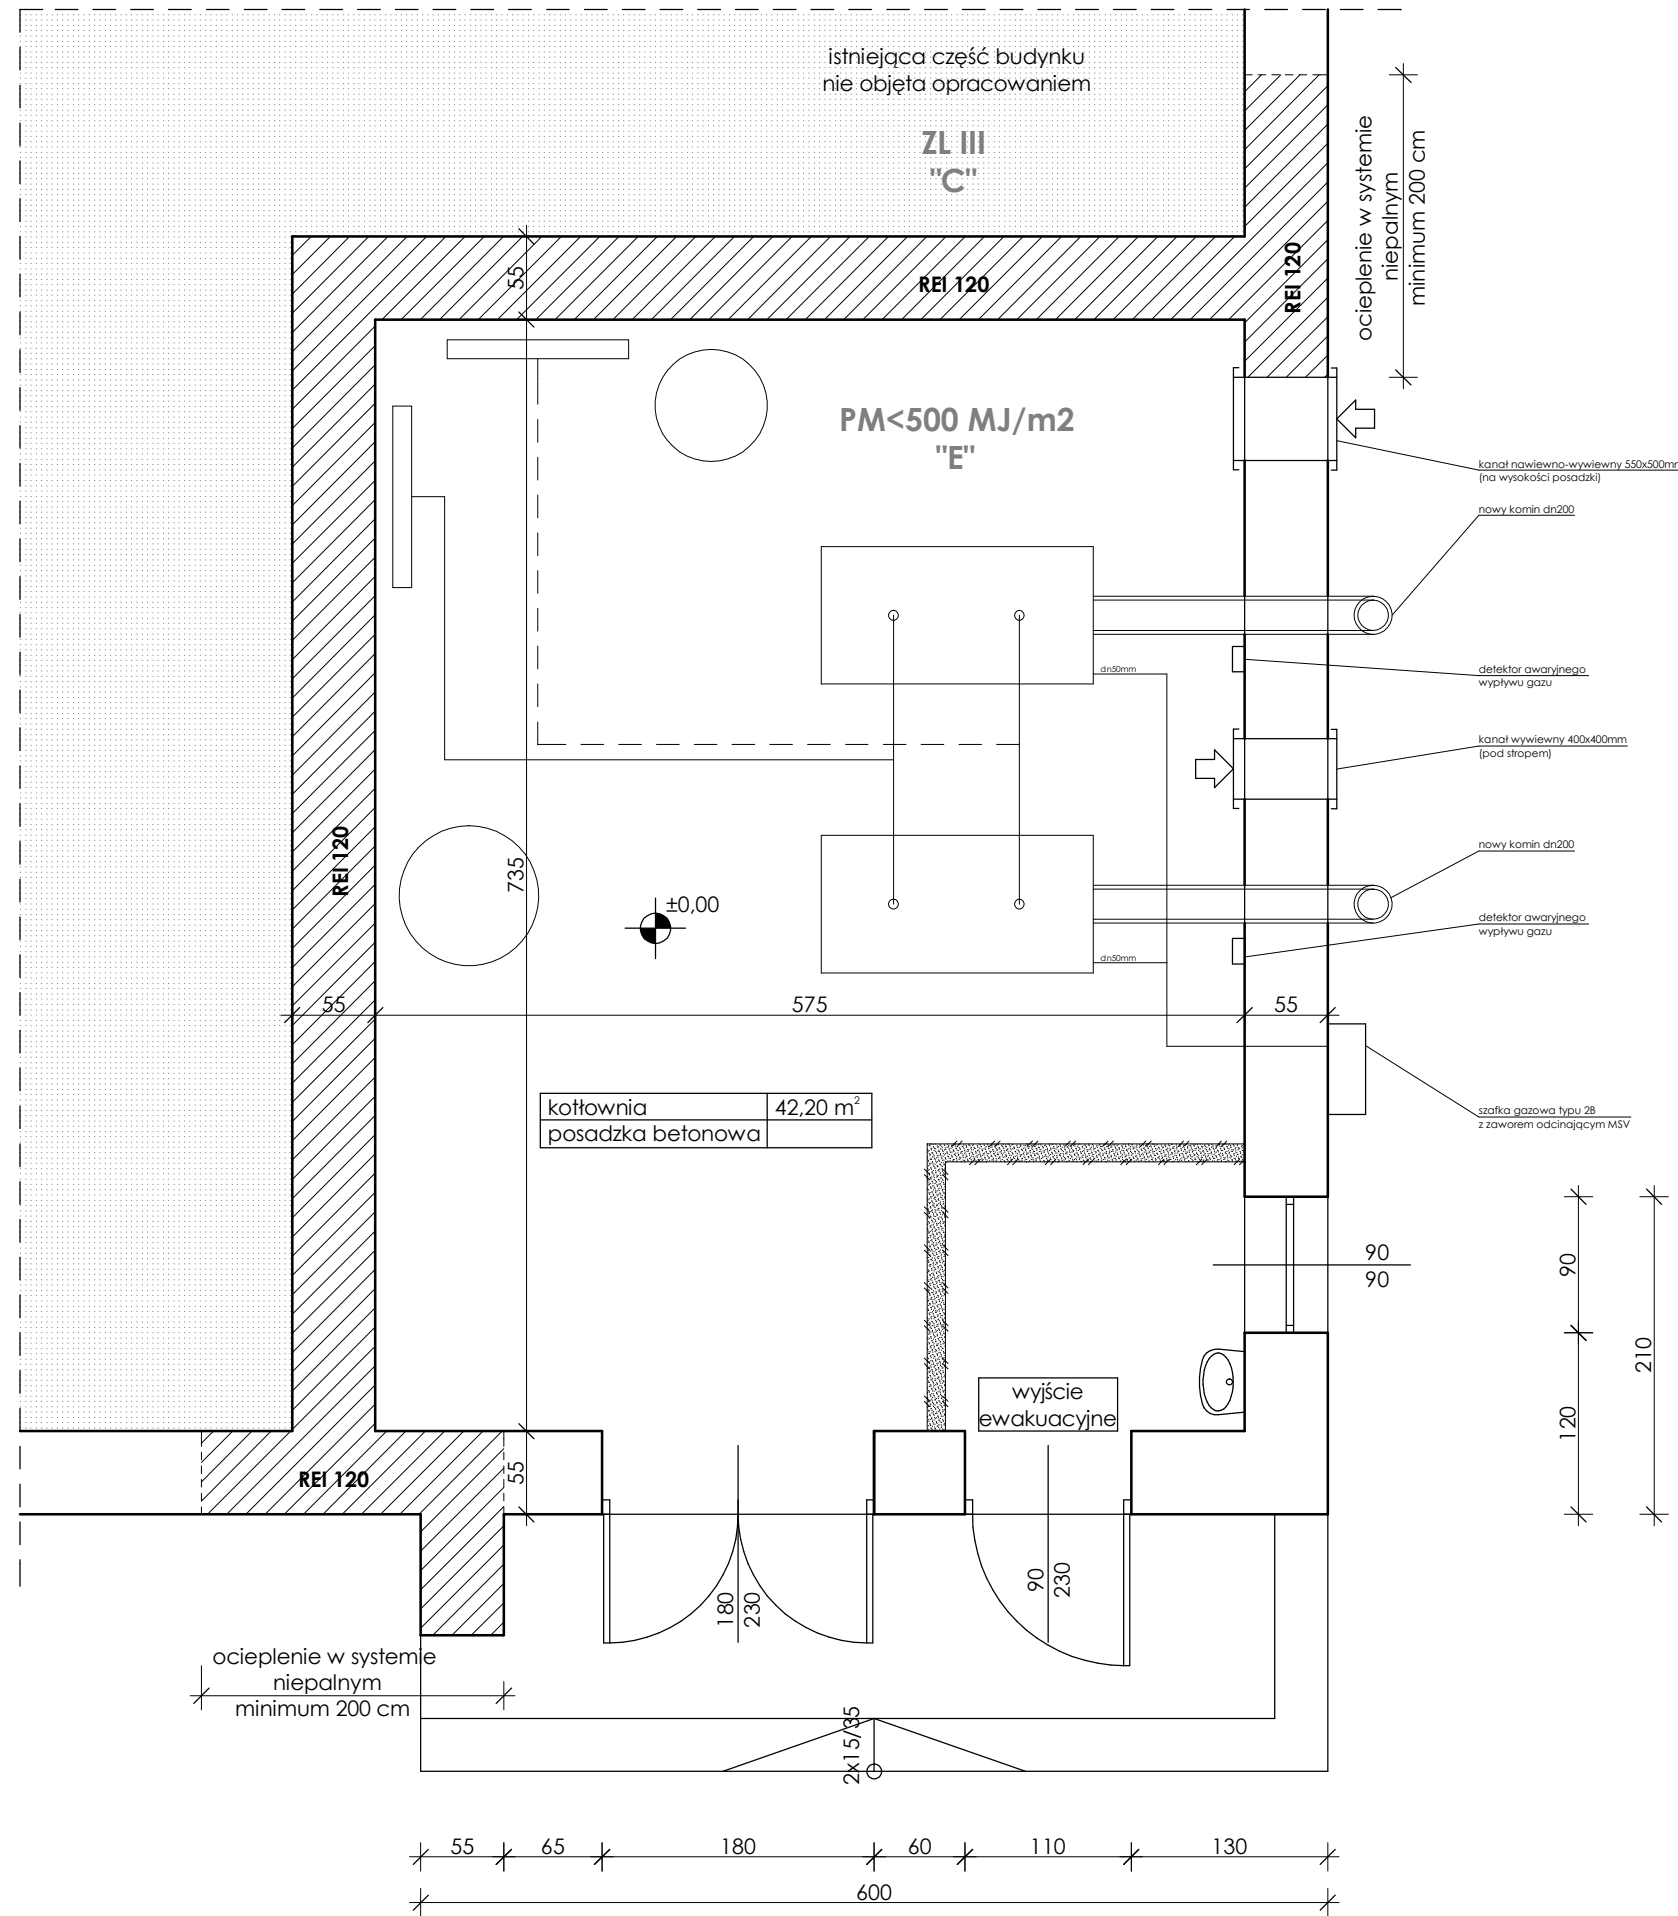 istniejąca część budynku
nie objęta opracowaniem
ZL III
"C"
ocieplenie w systemie
niepalnym
minimum 200 cm
55
REI 120
REI 120
PM<500 MJ/m2
"E"
kanał nawiewno-wywiewny 550x500mm
(na wysokości posadzki)
nowy komin dn200
dn50mm
detektor awaryjnego
wypływu gazu
kanał wywiewny 400x400mm
(pod stropem)
REI 120
735
±0,00
nowy komin dn200
detektor awaryjnego
wypływu gazu
dn50mm
55
575
55
kotłownia 42,20 m²
posadzka betonowa
szafka gazowa typu 2B
z zaworem odcinającym MSV
90
90
90
210
120
wyjście
ewakuacyjne
REI 120
55
180
230
90
230
ocieplenie w systemie
niepalnym
minimum 200 cm
2x15/35
55
65
180
60
110
130
600